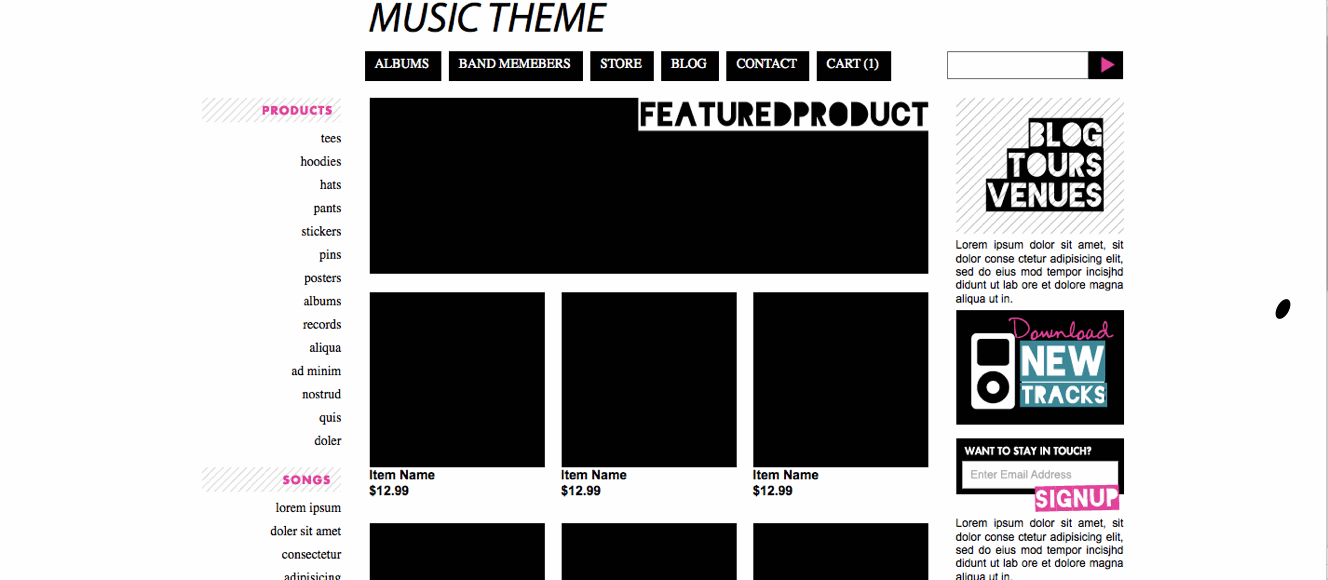 MUSIC THEME
ALBUMS
BAND MEMEBERS
STORE
BLOG
CONTACT
CART (1)
PRODUCTS
tees
hoodies
hats
pants
stickers
pins
posters
albums
records
aliqua
ad minim
nostrud
quis
doler
SONGS
lorem ipsum
doler sit amet
consectetur
adipisicing
FEATUREDPRODUCT
Item Name
$12.99
Item Name
$12.99
Item Name
$12.99
BLOG
TOURS
VENUES
Lorem ipsum dolor sit amet, sit
dolor conse ctetur adipisicing elit,
sed do eius mod tempor incisjhd
didunt ut lab ore et dolore magna
aliqua ut in.
Download
NEW
TRACKS
WANT TO STAY IN TOUCH?
Enter Email Address
SIGNUP
Lorem ipsum dolor sit amet, sit
dolor conse ctetur adipisicing elit,
sed do eius mod tempor incisjhd
didunt ut lab ore et dolore magna
aliqua ut in.